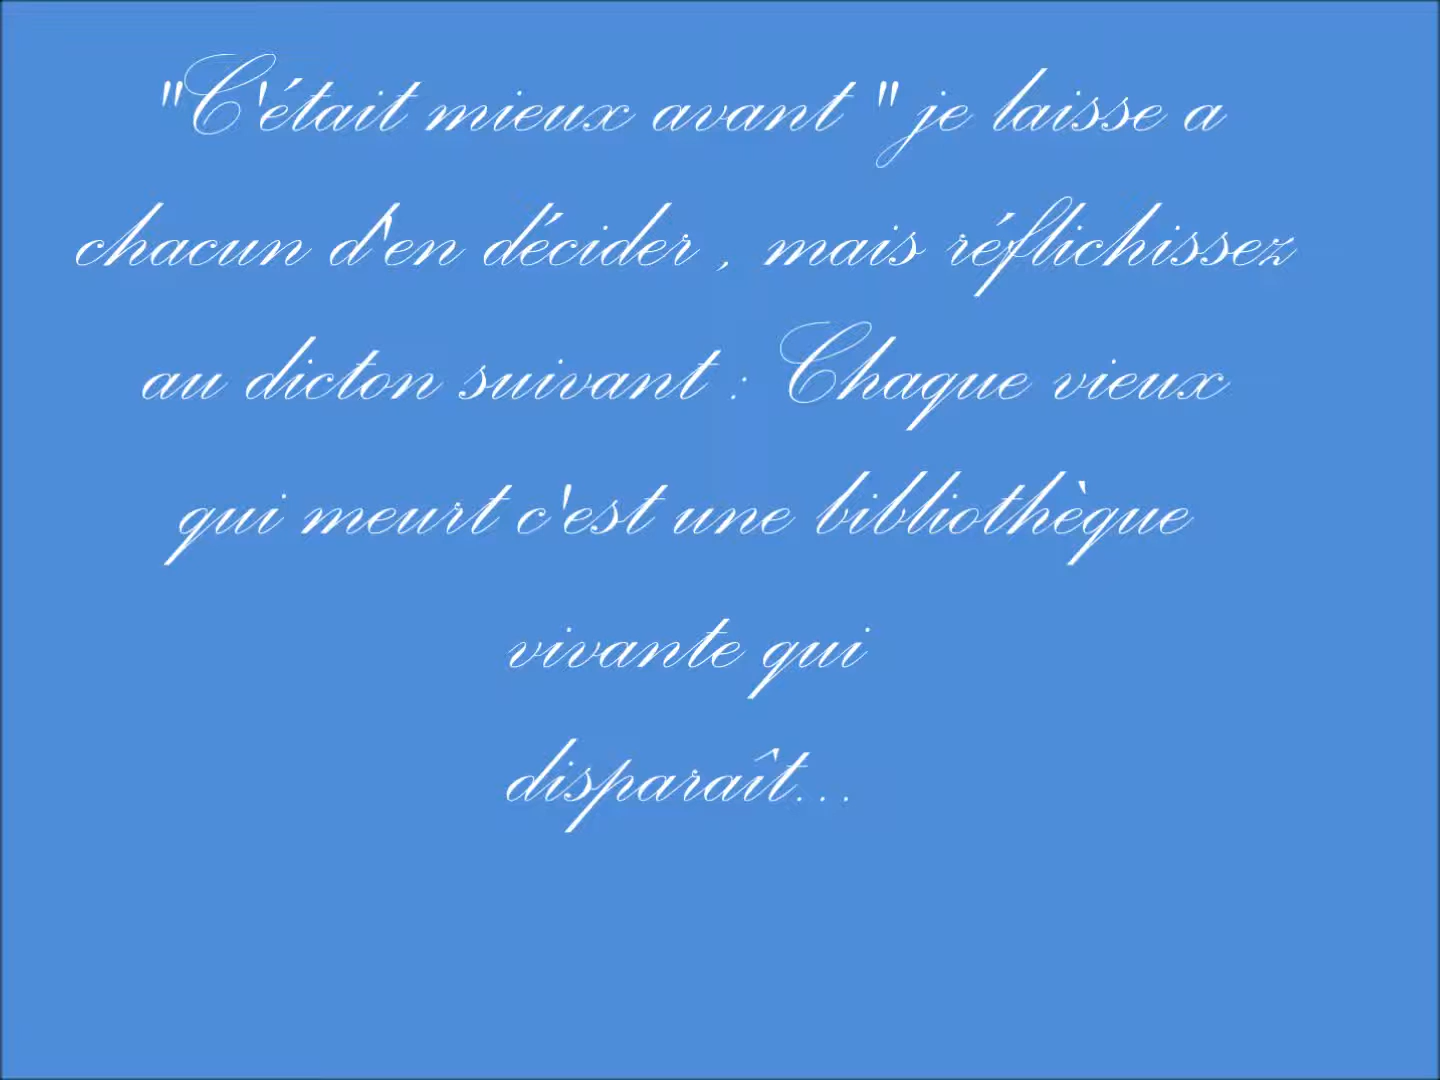 "C'était mieux avant " je laisse a
chacun d'en décider , mais réflichissez
au dicton suivant : Chaque vieux
qui meurt c'est une bibliothèque
vivante qui
disparaît...